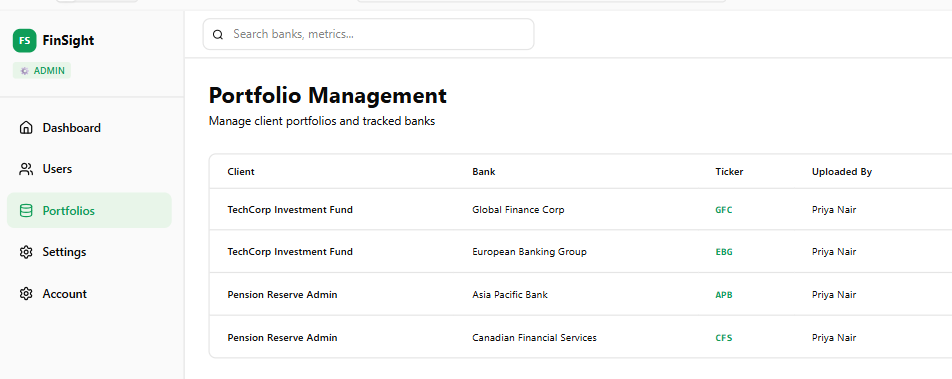 FS FinSight
ADMIN
Search banks, metrics...
Dashboard
Users
Portfolios
Settings
Account
Portfolio Management
Manage client portfolios and tracked banks
Client Bank Ticker Uploaded By
TechCorp Investment Fund Global Finance Corp GFC Priya Nair
TechCorp Investment Fund European Banking Group EBG Priya Nair
Pension Reserve Admin Asia Pacific Bank APB Priya Nair
Pension Reserve Admin Canadian Financial Services CFS Priya Nair